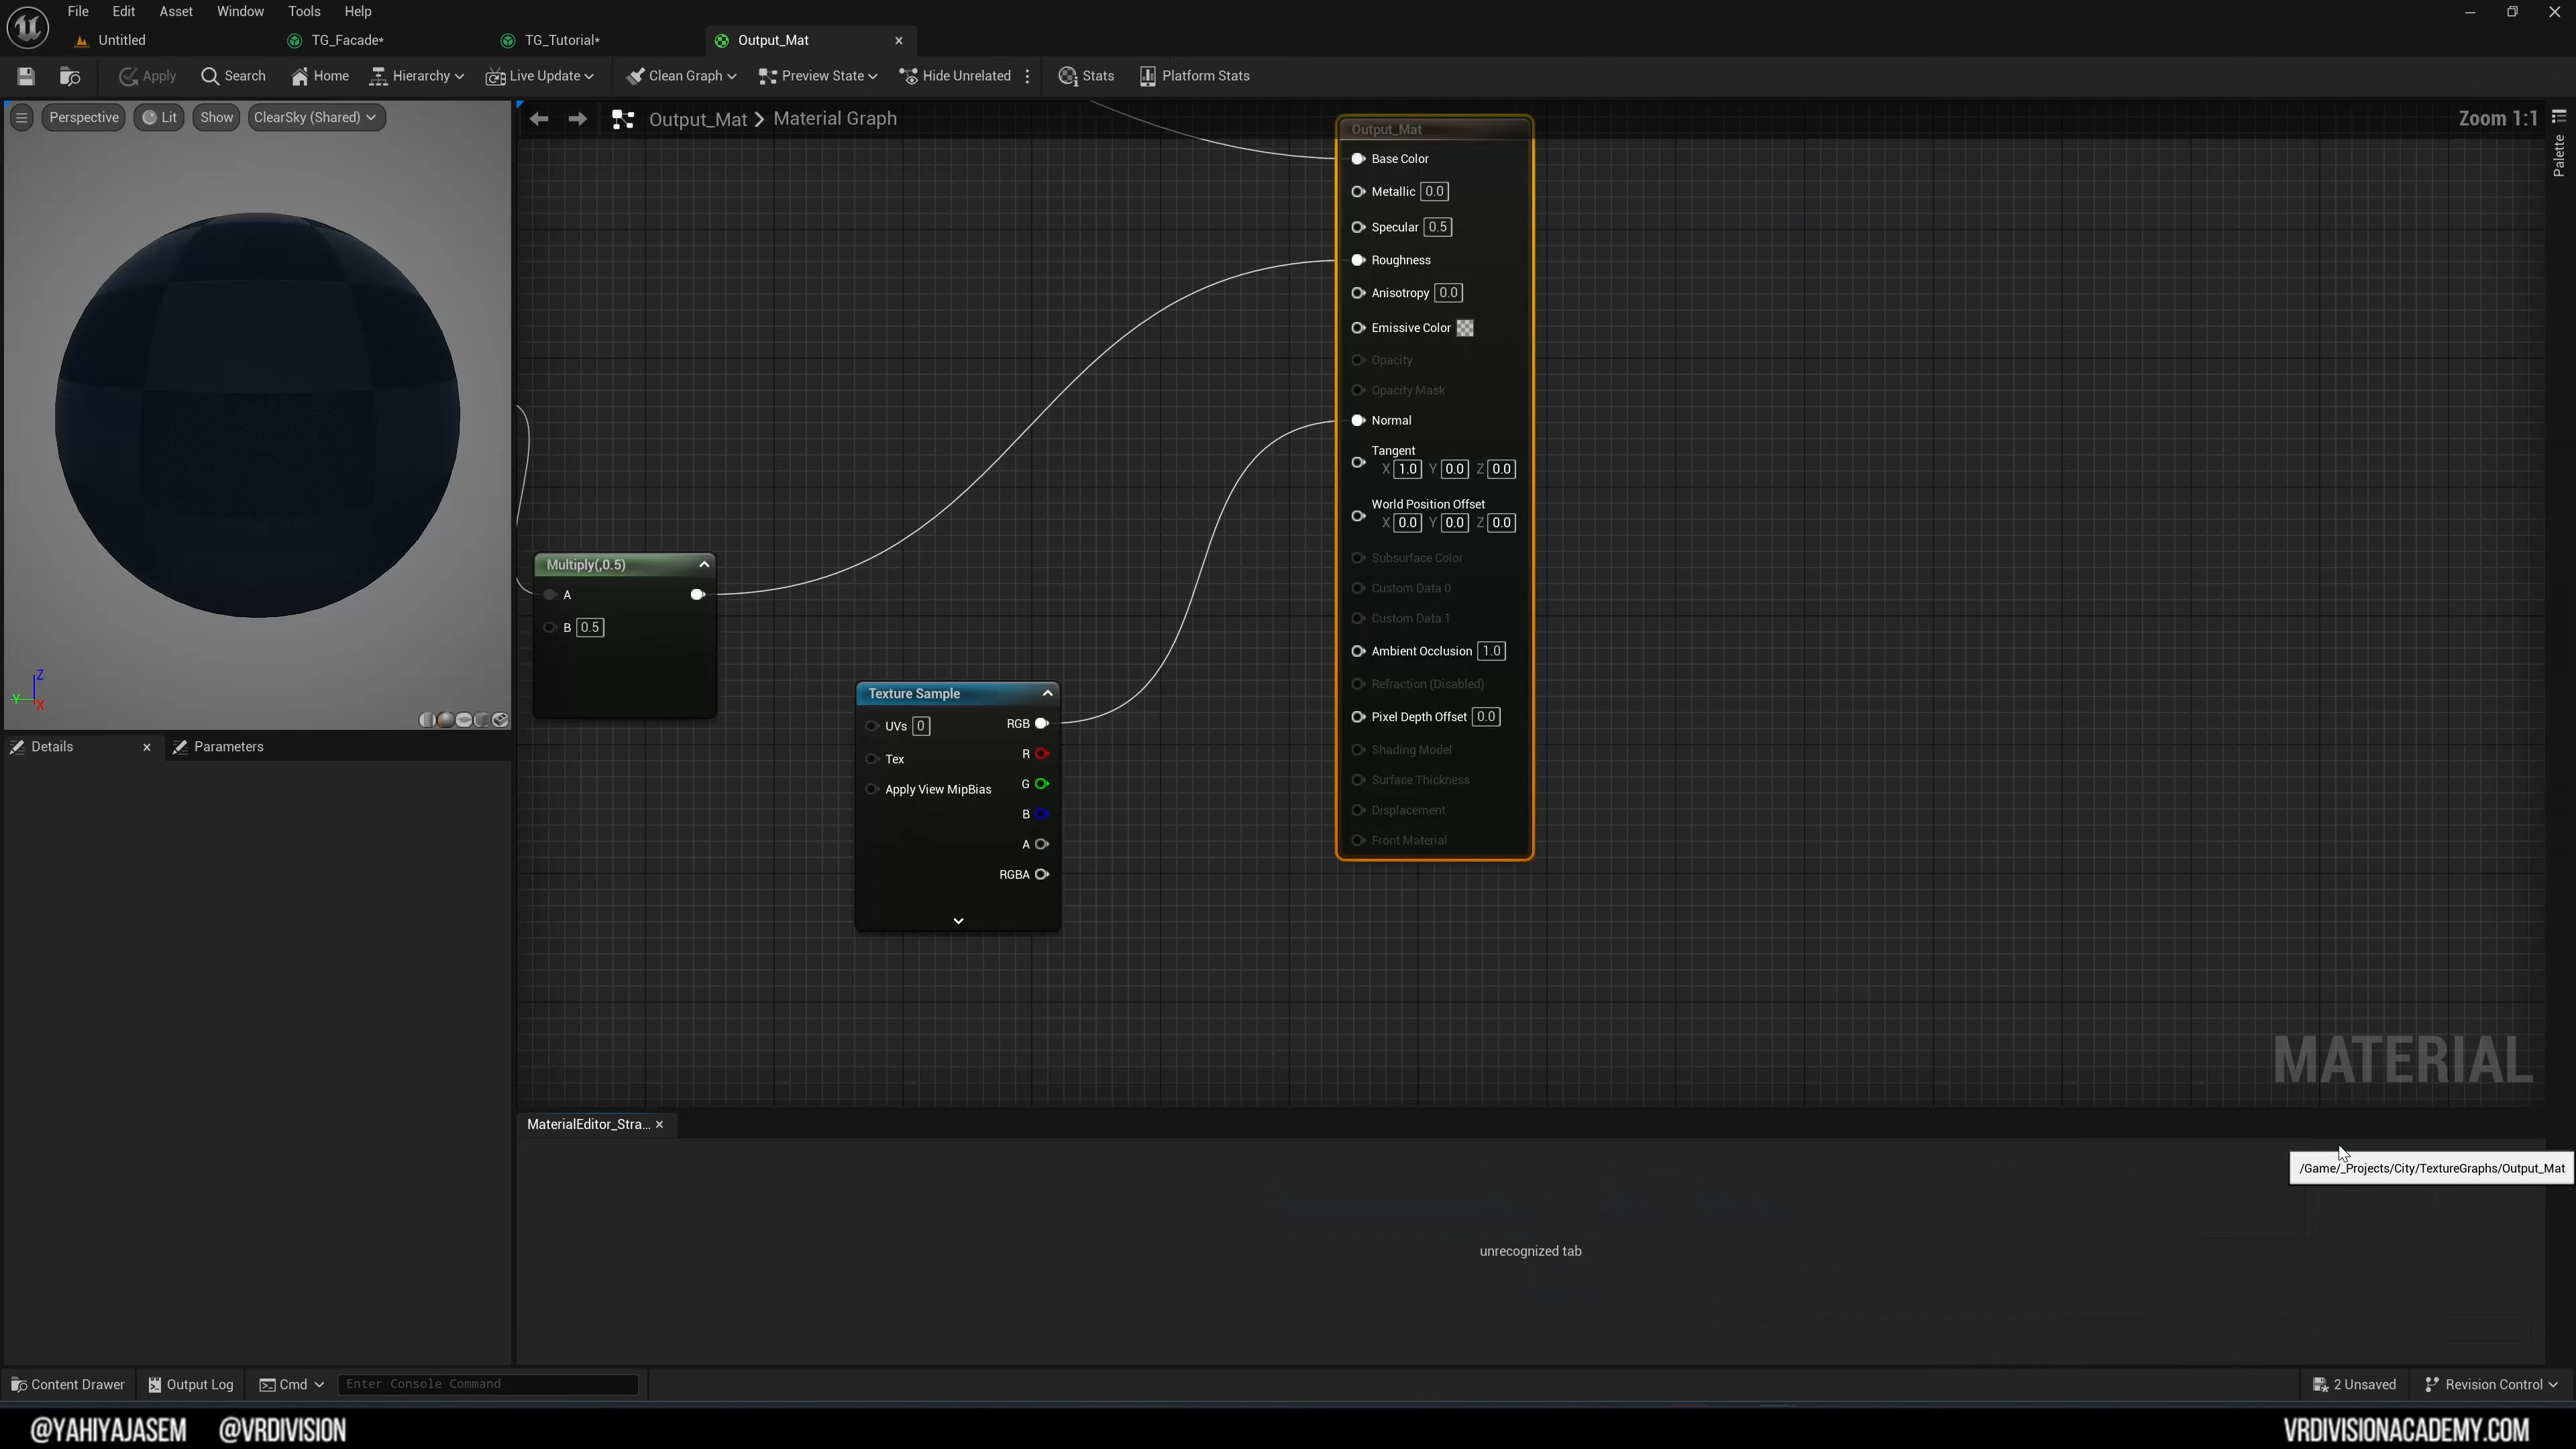 File Edit Asset Window Tools Help
Untitled TG_Facade* TG_Tutorial* Output_Mat
Apply Search Home Hierarchy Live Update Clean Graph Preview State Hide Unrelated Stats Platform Stats
Perspective Lit Show ClearSky (Shared)
Output_Mat > Material Graph Zoom 1:1
Palette
Output_Mat
Base Color
Metallic 0.0
Specular 0.5
Roughness
Anisotropy 0.0
Emissive Color
Opacity
Opacity Mask
Normal
Tangent
X 1.0 Y 0.0 Z 0.0
World Position Offset
X 0.0 Y 0.0 Z 0.0
Subsurface Color
Custom Data 0
Custom Data 1
Ambient Occlusion 1.0
Refraction (Disabled)
Pixel Depth Offset 0.0
Shading Model
Surface Thickness
Displacement
Front Material
Multiply(,0.5)
A
B 0.5
Texture Sample
UVs 0 RGB
R
Tex
G
Apply View MipBias
B
A
RGBA
Z
Y
X
Details Parameters
MATERIAL
MaterialEditor_Stra...
/Game/_Projects/City/TextureGraphs/Output_Mat
unrecognized tab
Content Drawer Output Log Cmd Enter Console Command 2 Unsaved Revision Control
@YAHIYAJASEM @VRDIVISION VRDIVISIONACADEMY.COM